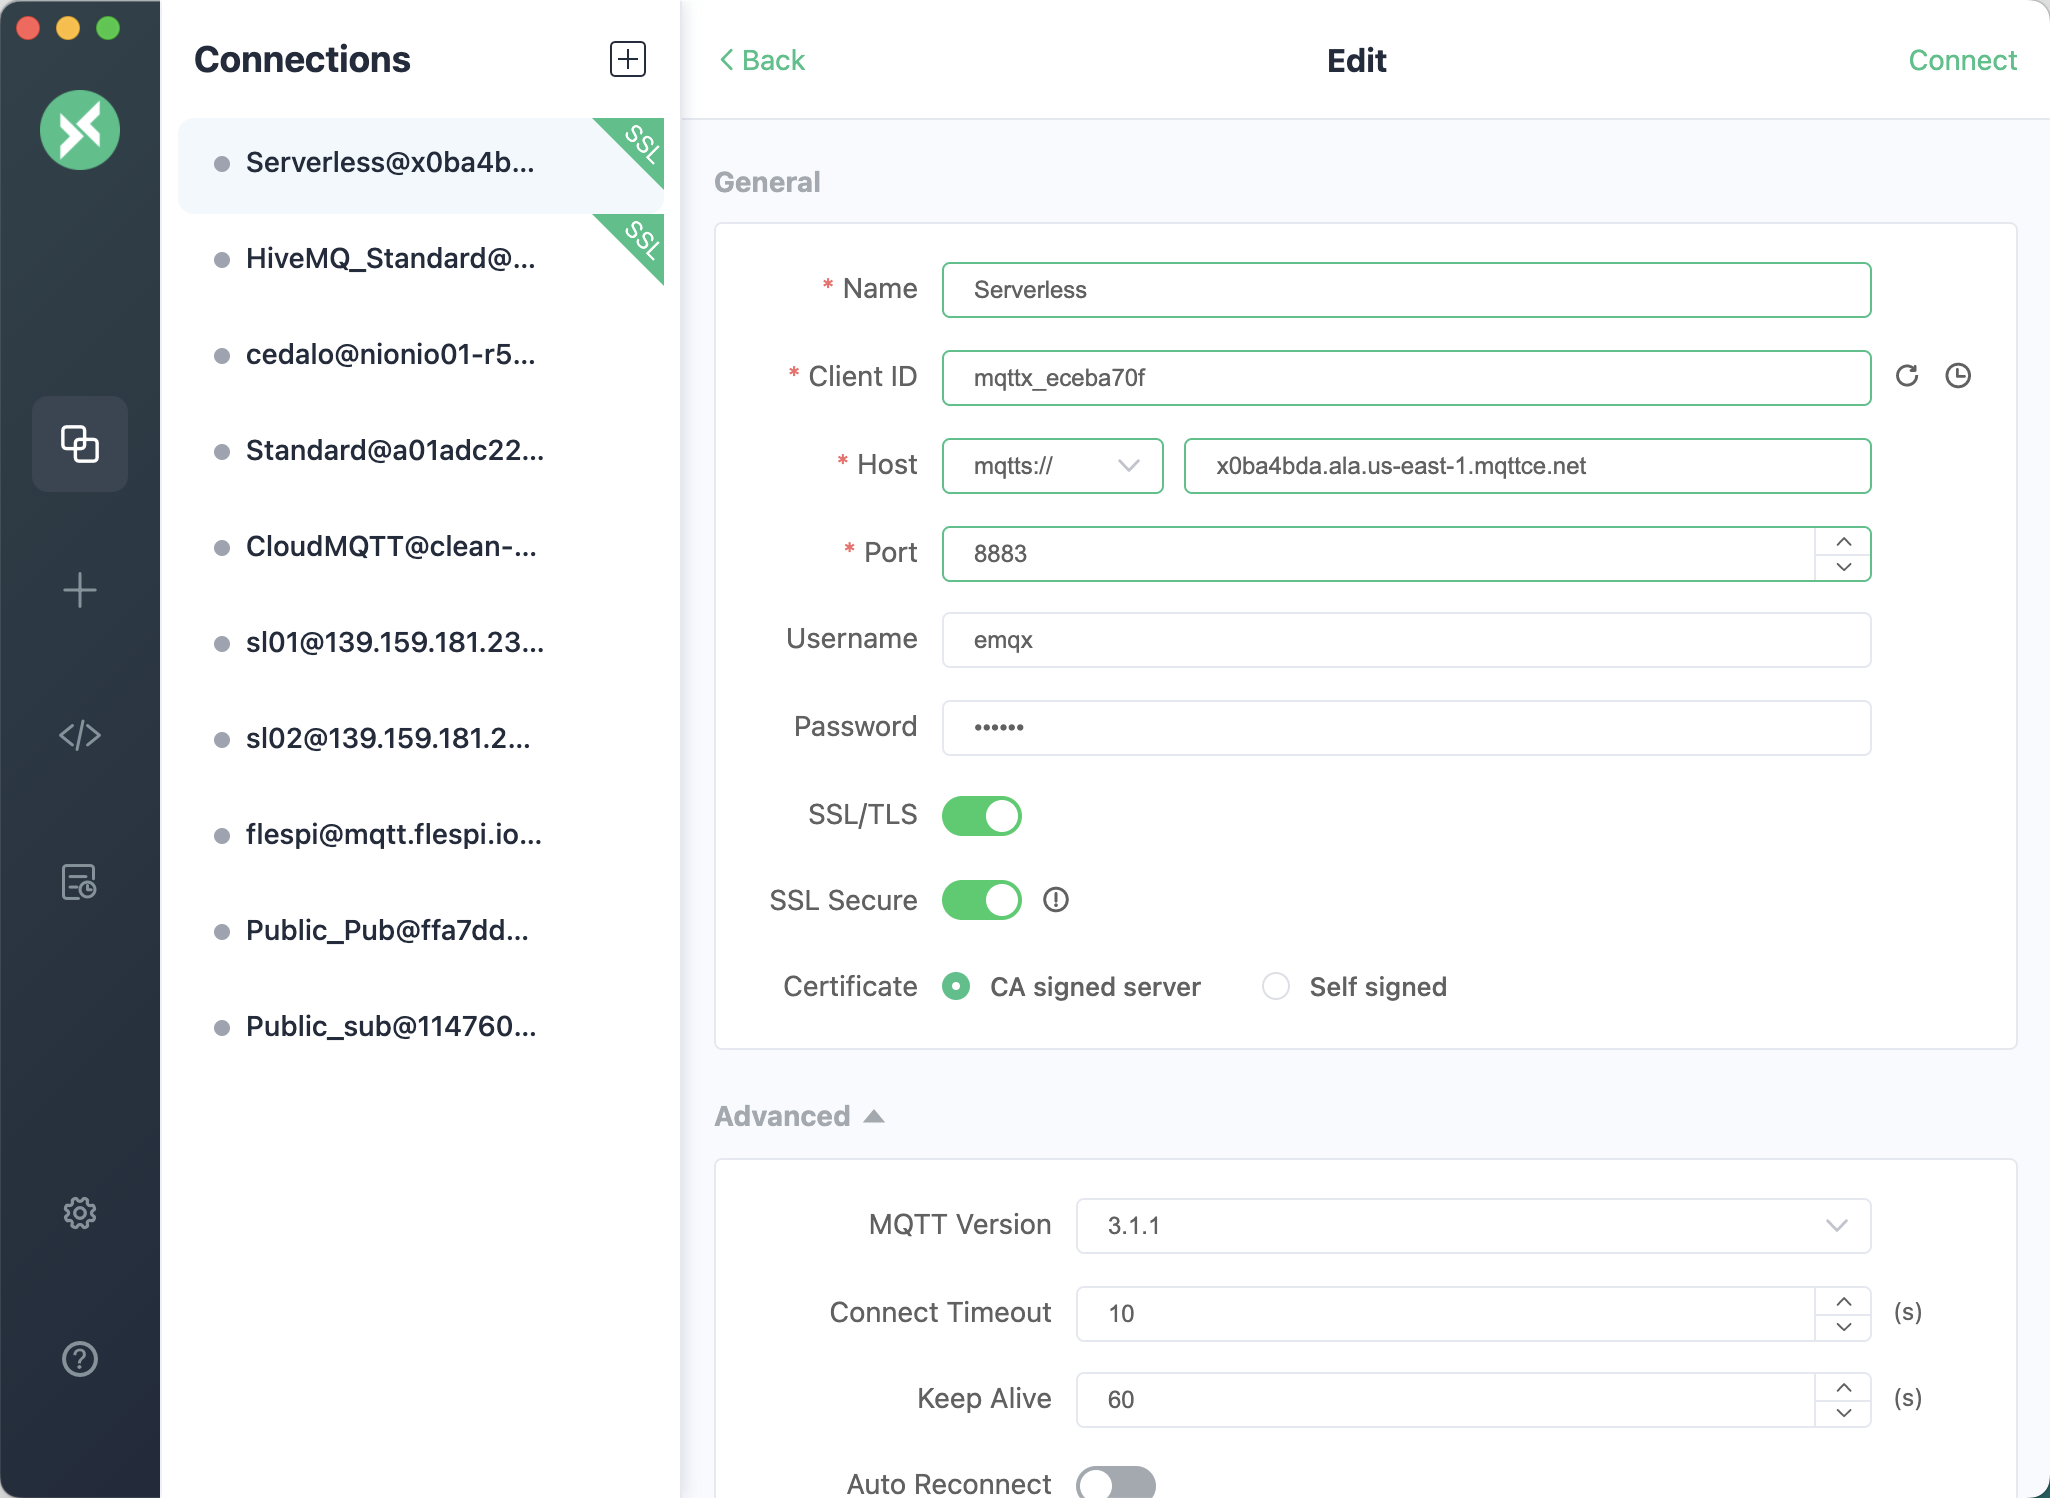 Connections
Serverless@x0ba4b...
SSL
HiveMQ_Standard@...
SSL
cedalo@nionio01-r5...
Standard@a01adc22...
CloudMQTT@clean-...
sl01@139.159.181.23...
sl02@139.159.181.2...
flespi@mqtt.flespi.io...
Public_Pub@ffa7dd...
Public_sub@114760...
Back
Edit
Connect
General
* Name Serverless
* Client ID mqttx_eceba70f
* Host mqtts:// x0ba4bda.ala.us-east-1.mqttce.net
* Port 8883
Username emqx
Password ••••••
SSL/TLS
SSL Secure
Certificate CA signed server Self signed
Advanced
MQTT Version 3.1.1
Connect Timeout 10 (s)
Keep Alive 60 (s)
Auto Reconnect